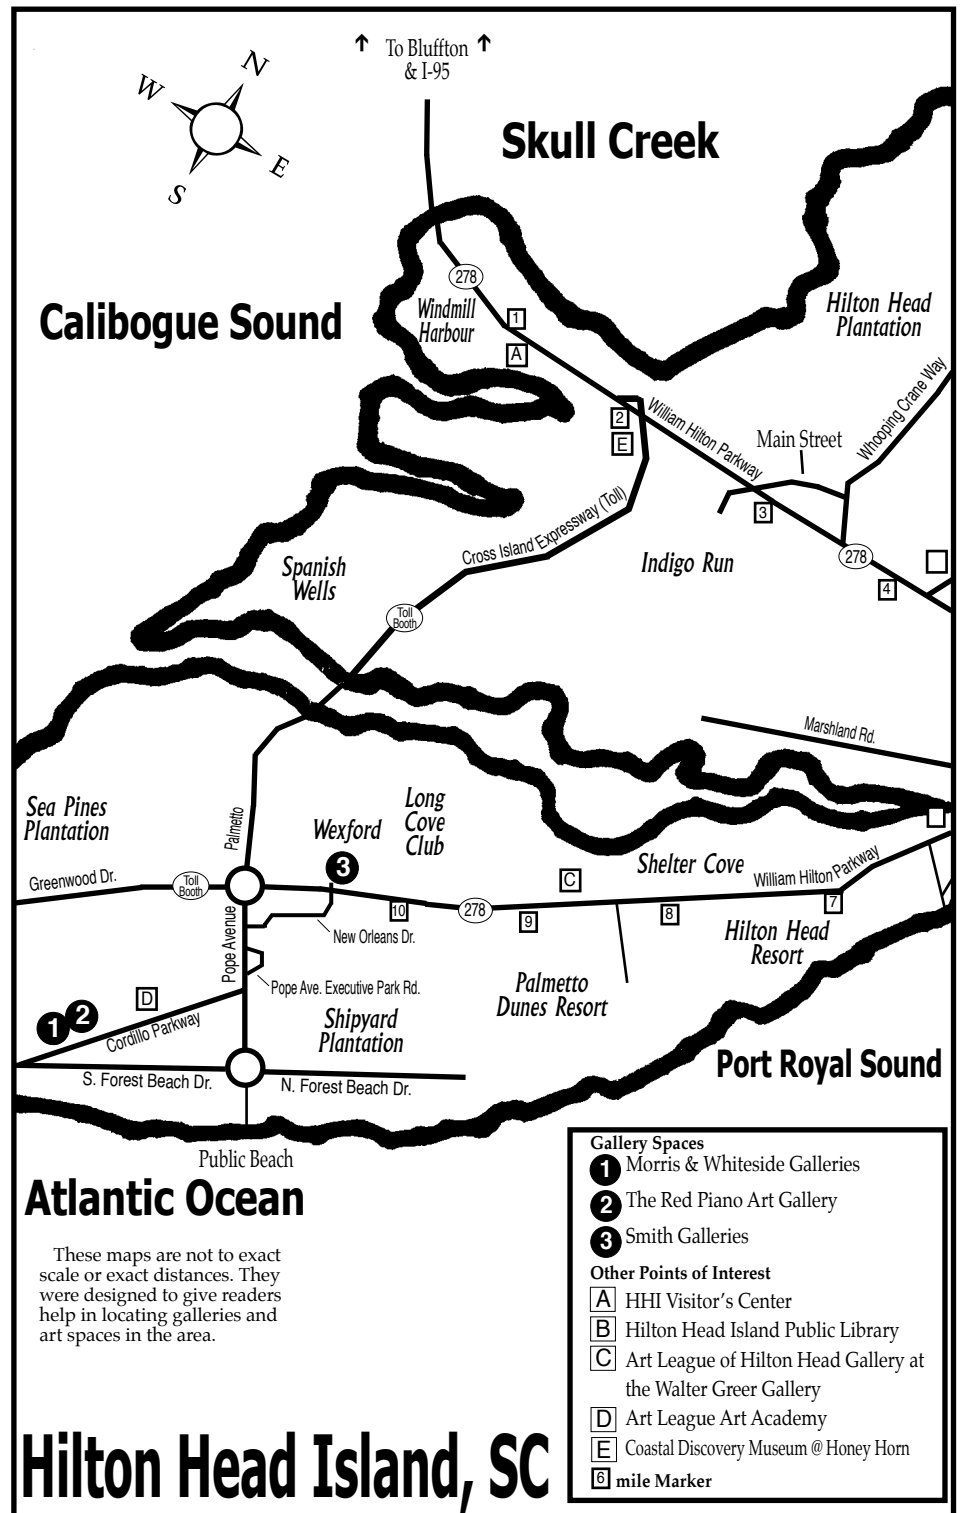 To Bluffton
& I-95
N
W
E
S
Skull Creek
278
Calibogue Sound
Windmill
Harbour
1
A
Hilton Head
Plantation
2
E
William Hilton Parkway
Main Street
Whooping Crane Way
3
Cross Island Expressway (Toll)
Spanish
Wells
Indigo Run
278
4
Toll
Booth
Marshland Rd.
Sea Pines
Plantation
Palmetto
Wexford
Long
Cove
Club
3
Shelter Cove
William Hilton Parkway
Greenwood Dr.
Toll
Booth
C
10
278
9
8
7
Pope Avenue
New Orleans Dr.
Hilton Head
Resort
Pope Ave. Executive Park Rd.
Palmetto
Dunes Resort
D
1
2
Cordillo Parkway
Shipyard
Plantation
Port Royal Sound
S. Forest Beach Dr.
N. Forest Beach Dr.
Public Beach
Atlantic Ocean
These maps are not to exact
scale or exact distances. They
were designed to give readers
help in locating galleries and
art spaces in the area.
Gallery Spaces
1 Morris & Whiteside Galleries
2 The Red Piano Art Gallery
3 Smith Galleries
Other Points of Interest
A HHI Visitor's Center
B Hilton Head Island Public Library
C Art League of Hilton Head Gallery at
the Walter Greer Gallery
D Art League Art Academy
E Coastal Discovery Museum @ Honey Horn
6 mile Marker
Hilton Head Island, SC